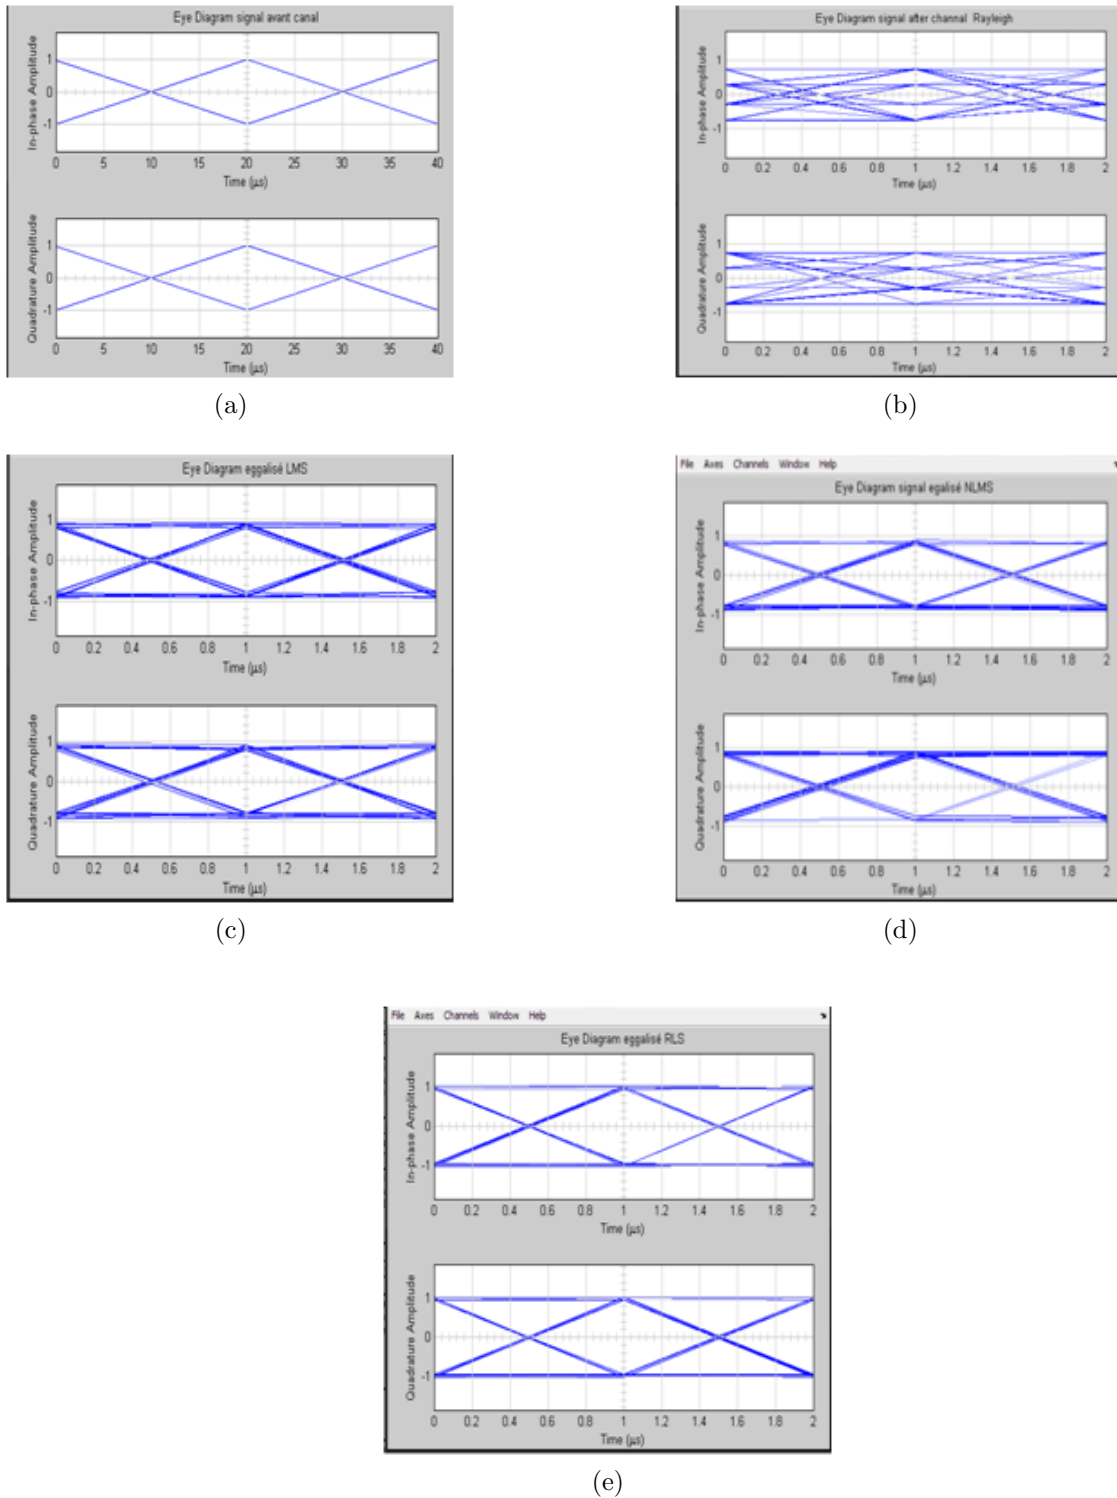 Eye Diagram signal avant canal
In-phase Amplitude
1
0
-1
0 5 10 15 20 25 30 35 40
Time (μs)
Quadrature Amplitude
1
0
-1
0 5 10 15 20 25 30 35 40
Time (μs)
(a)
Eye Diagram signal after channal Rayleigh
In-phase Amplitude
1
0
-1
0 0.2 0.4 0.6 0.8 1 1.2 1.4 1.6 1.8 2
Time (μs)
Quadrature Amplitude
1
0
-1
0 0.2 0.4 0.6 0.8 1 1.2 1.4 1.6 1.8 2
Time (μs)
(b)
Eye Diagram eggalisé LMS
In-phase Amplitude
1
0
-1
0 0.2 0.4 0.6 0.8 1 1.2 1.4 1.6 1.8 2
Time (μs)
Quadrature Amplitude
1
0
-1
0 0.2 0.4 0.6 0.8 1 1.2 1.4 1.6 1.8 2
Time (μs)
(c)
File Axes Channels Window Help
Eye Diagram signal egalisé NLMS
In-phase Amplitude
1
0
-1
0 0.2 0.4 0.6 0.8 1 1.2 1.4 1.6 1.8 2
Time (μs)
Quadrature Amplitude
1
0
-1
0 0.2 0.4 0.6 0.8 1 1.2 1.4 1.6 1.8 2
Time (μs)
(d)
File Axes Channels Window Help
Eye Diagram eggalisé RLS
In-phase Amplitude
1
0
-1
0 0.2 0.4 0.6 0.8 1 1.2 1.4 1.6 1.8 2
Time (μs)
Quadrature Amplitude
1
0
-1
0 0.2 0.4 0.6 0.8 1 1.2 1.4 1.6 1.8 2
Time (μs)
(e)